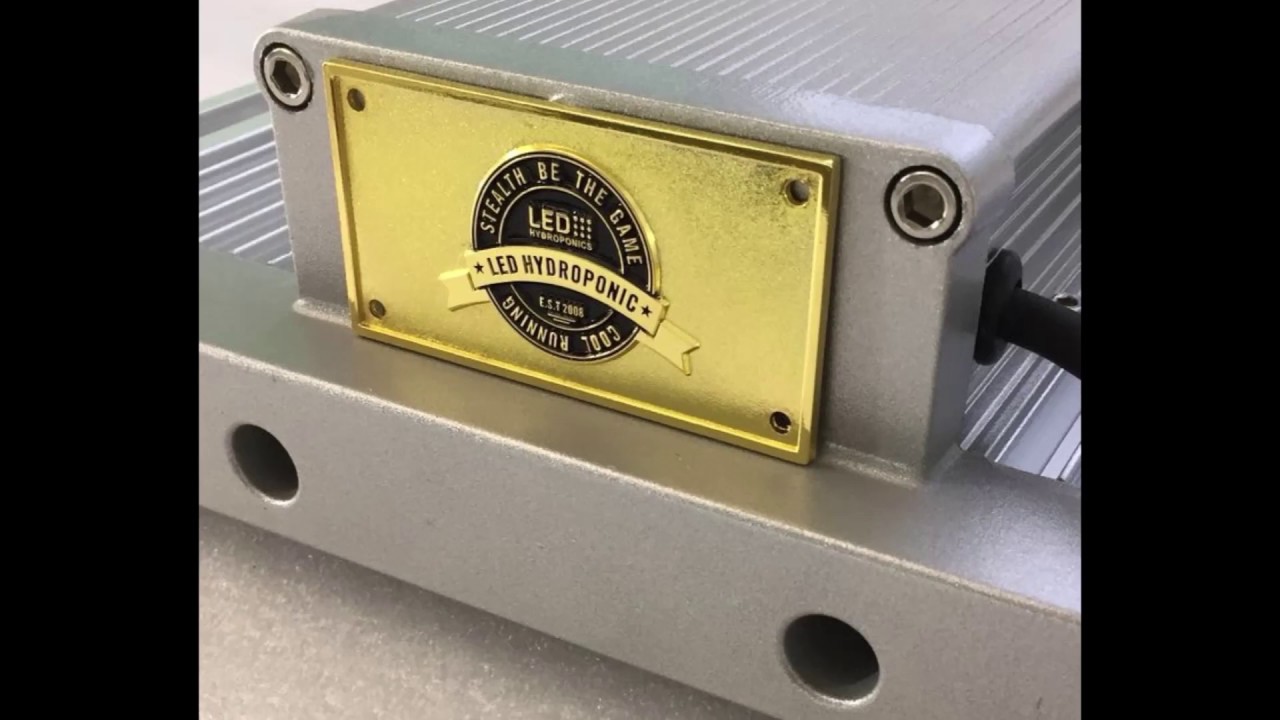 STEALTH BE THE GAME
LED
HYDROPONICS
★ LED HYDROPONIC ★
E.S.T 2008
COOL RUNNING